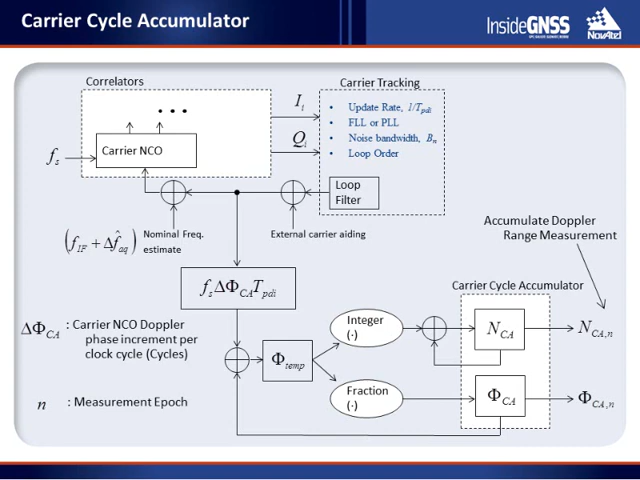 Carrier Cycle Accumulator
InsideGNSS
NovAtel
Correlators
Carrier Tracking
• • •
I_i
Q_i
• Update Rate, 1/T_pdi
• FLL or PLL
• Noise bandwidth, B_n
• Loop Order
f_s
Carrier NCO
Loop
Filter
(f_IF + Δf̂_aq)
Nominal Freq.
estimate
External carrier aiding
Accumulate Doppler
Range Measurement
f_s ΔΦ_CA T_pdi
Carrier Cycle Accumulator
ΔΦ_CA : Carrier NCO Doppler
phase increment per
clock cycle (Cycles)
Integer
(·)
N_CA
N_CA,n
Φ_temp
Fraction
(·)
Φ_CA
Φ_CA,n
n : Measurement Epoch